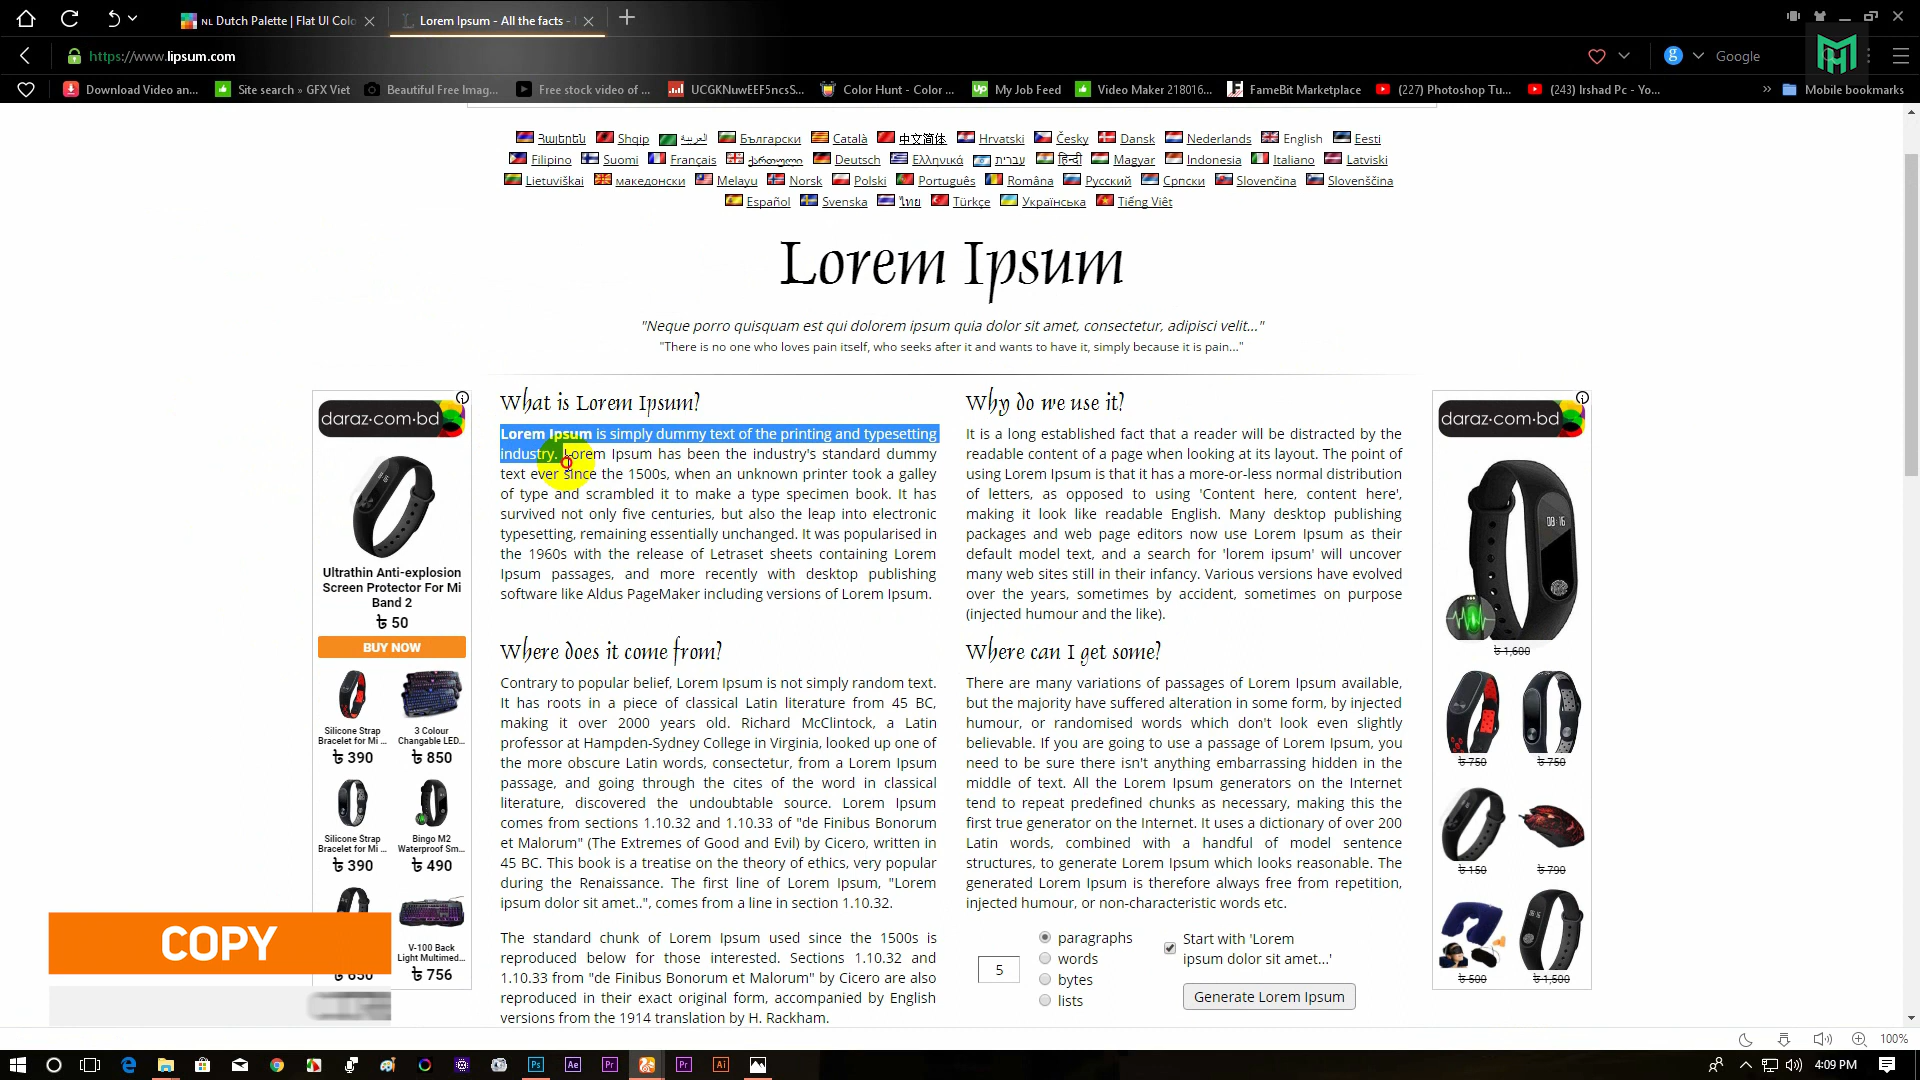 NL Dutch Palette | Flat UI Colo
Lorem Ipsum - All the facts -
https://www.lipsum.com
Google
Download Video an...
Site search » GFX Viet
Beautiful Free Imag...
Free stock video of ...
UCGKNuwEEF5ncsS...
Color Hunt - Color ...
My Job Feed
Video Maker 218016...
FameBit Marketplace
(227) Photoshop Tu...
(243) Irshad Pc - Yo...
» Mobile bookmarks
Հայերեն Shqip العربية Български Català 中文简体 Hrvatski Česky Dansk Nederlands English Eesti
Filipino Suomi Français ქართული Deutsch Ελληνικά עברית हिन्दी Magyar Indonesia Italiano Latviski
Lietuviškai македонски Melayu Norsk Polski Português Româna Русский Српски Slovenčina Slovenščina
Español Svenska ไทย Türkçe Українська Tiếng Việt
Lorem Ipsum
"Neque porro quisquam est qui dolorem ipsum quia dolor sit amet, consectetur, adipisci velit..."
"There is no one who loves pain itself, who seeks after it and wants to have it, simply because it is pain..."
What is Lorem Ipsum?
Lorem Ipsum is simply dummy text of the printing and typesetting
industry. Lorem Ipsum has been the industry's standard dummy
text ever since the 1500s, when an unknown printer took a galley
of type and scrambled it to make a type specimen book. It has
survived not only five centuries, but also the leap into electronic
typesetting, remaining essentially unchanged. It was popularised in
the 1960s with the release of Letraset sheets containing Lorem
Ipsum passages, and more recently with desktop publishing
software like Aldus PageMaker including versions of Lorem Ipsum.
Why do we use it?
It is a long established fact that a reader will be distracted by the
readable content of a page when looking at its layout. The point of
using Lorem Ipsum is that it has a more-or-less normal distribution
of letters, as opposed to using 'Content here, content here',
making it look like readable English. Many desktop publishing
packages and web page editors now use Lorem Ipsum as their
default model text, and a search for 'lorem ipsum' will uncover
many web sites still in their infancy. Various versions have evolved
over the years, sometimes by accident, sometimes on purpose
(injected humour and the like).
Where does it come from?
Contrary to popular belief, Lorem Ipsum is not simply random text.
It has roots in a piece of classical Latin literature from 45 BC,
making it over 2000 years old. Richard McClintock, a Latin
professor at Hampden-Sydney College in Virginia, looked up one of
the more obscure Latin words, consectetur, from a Lorem Ipsum
passage, and going through the cites of the word in classical
literature, discovered the undoubtable source. Lorem Ipsum
comes from sections 1.10.32 and 1.10.33 of "de Finibus Bonorum
et Malorum" (The Extremes of Good and Evil) by Cicero, written in
45 BC. This book is a treatise on the theory of ethics, very popular
during the Renaissance. The first line of Lorem Ipsum, "Lorem
ipsum dolor sit amet..", comes from a line in section 1.10.32.
The standard chunk of Lorem Ipsum used since the 1500s is
reproduced below for those interested. Sections 1.10.32 and
1.10.33 from "de Finibus Bonorum et Malorum" by Cicero are also
reproduced in their exact original form, accompanied by English
versions from the 1914 translation by H. Rackham.
Where can I get some?
There are many variations of passages of Lorem Ipsum available,
but the majority have suffered alteration in some form, by injected
humour, or randomised words which don't look even slightly
believable. If you are going to use a passage of Lorem Ipsum, you
need to be sure there isn't anything embarrassing hidden in the
middle of text. All the Lorem Ipsum generators on the Internet
tend to repeat predefined chunks as necessary, making this the
first true generator on the Internet. It uses a dictionary of over 200
Latin words, combined with a handful of model sentence
structures, to generate Lorem Ipsum which looks reasonable. The
generated Lorem Ipsum is therefore always free from repetition,
injected humour, or non-characteristic words etc.
5
paragraphs
words
bytes
lists
Start with 'Lorem
ipsum dolor sit amet...'
Generate Lorem Ipsum
daraz.com.bd
Ultrathin Anti-explosion
Screen Protector For Mi
Band 2
৳ 50
BUY NOW
Silicone Strap
Bracelet for Mi ...
৳ 390
3 Colour
Changable LED...
৳ 850
Silicone Strap
Bracelet for Mi ...
৳ 390
Bingo M2
Waterproof Sm...
৳ 490
৳ 650
V-100 Back
Light Multimed...
৳ 756
daraz.com.bd
08:16
৳ 1,600
৳ 750
৳ 750
৳ 150
৳ 790
৳ 500
৳ 1,500
COPY
100%
Ps Ae Pr Pr Ai
4:09 PM